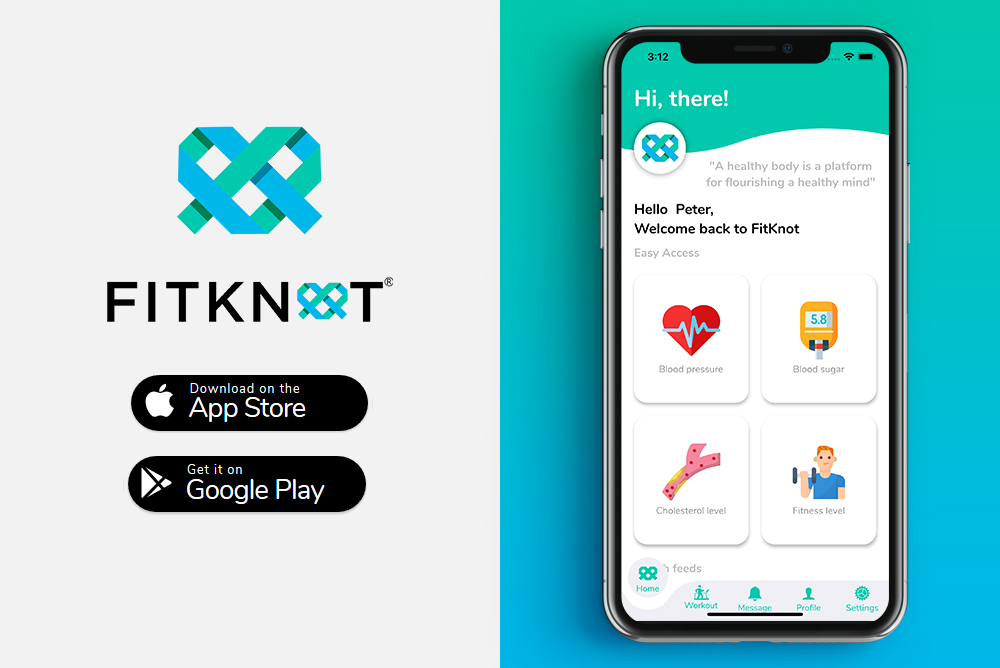 FITKNOT®
Download on the
App Store
Get it on
Google Play
3:12
Hi, there!
"A healthy body is a platform
for flourishing a healthy mind"
Hello Peter,
Welcome back to FitKnot
Easy Access
Blood pressure
5.8
Blood sugar
Cholesterol level
Fitness level
h feeds
Home
Workout
Message
Profile
Settings